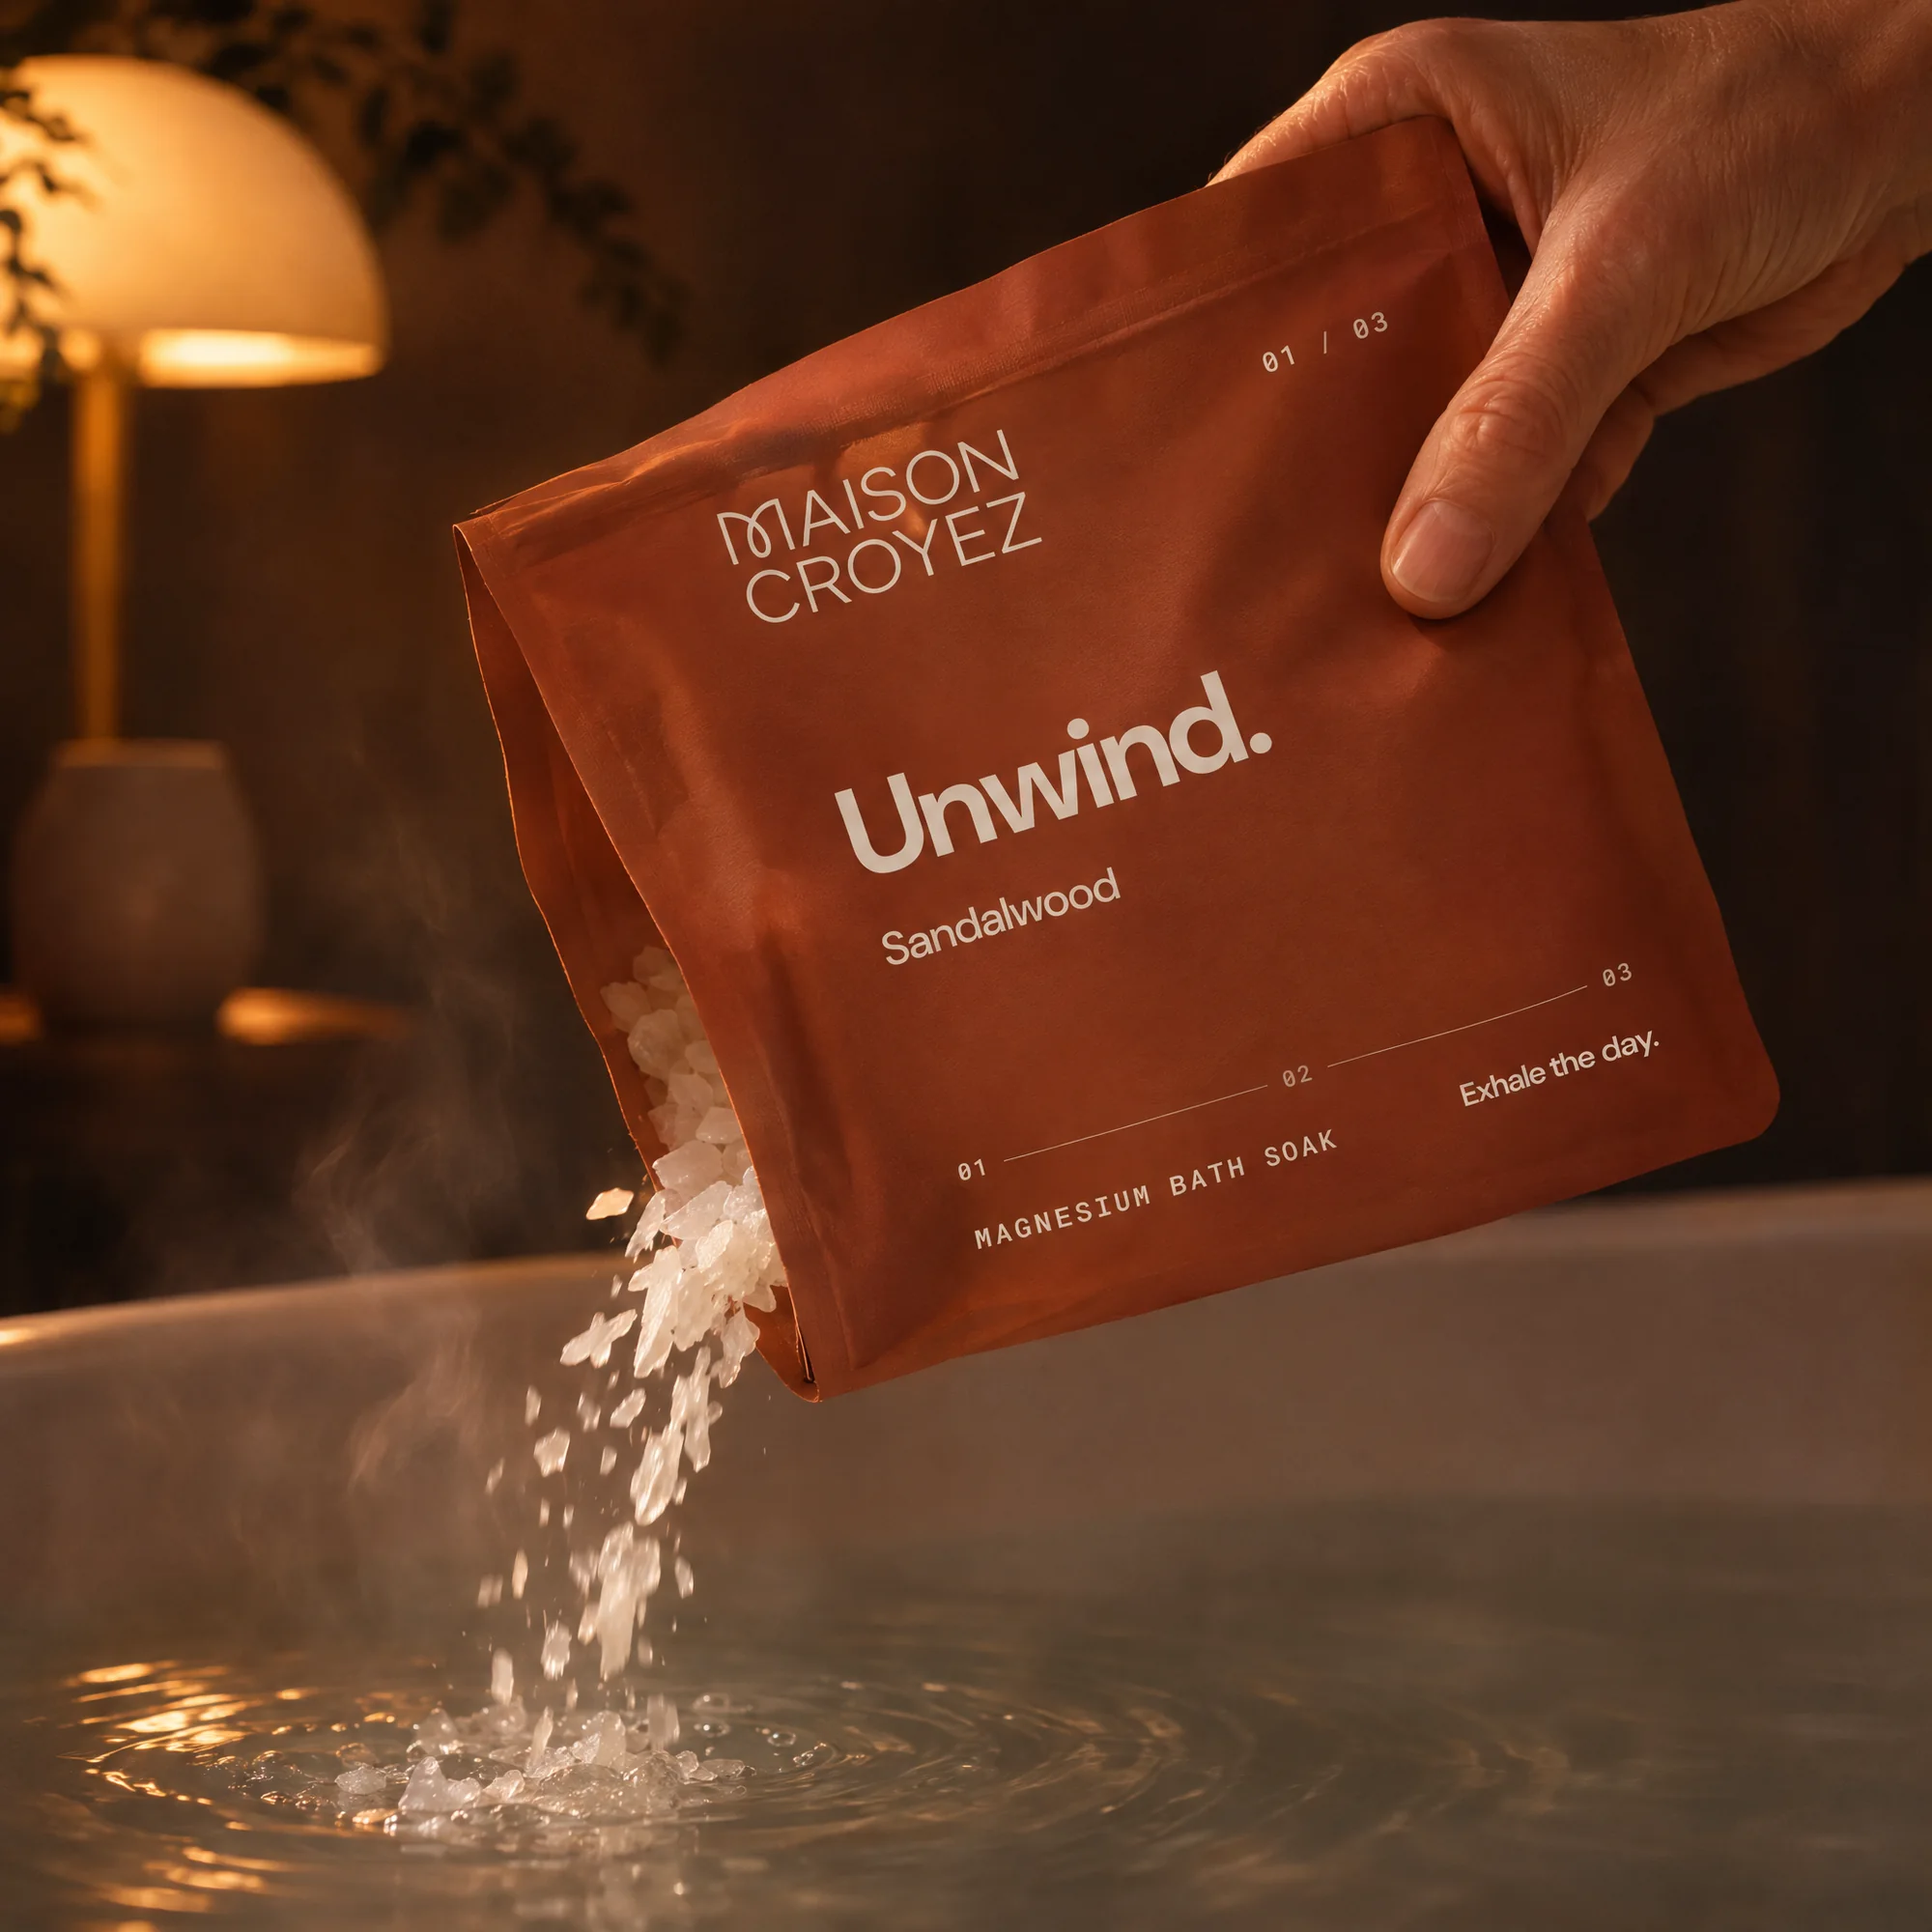 01 / 03
MAISON
CROYEZ
Unwind.
Sandalwood
01 02 03
Exhale the day.
MAGNESIUM BATH SOAK